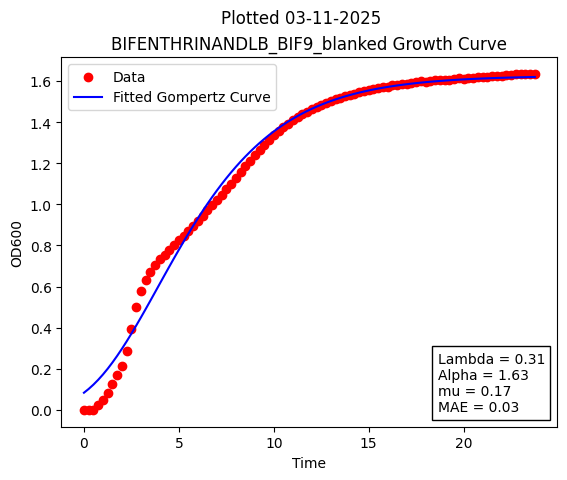 Plotted 03-11-2025
BIFENTHRINANDLB_BIF9_blanked Growth Curve
Data
Fitted Gompertz Curve
1.6
1.4
1.2
1.0
0.8
0.6
0.4
0.2
0.0
OD600
Lambda = 0.31
Alpha = 1.63
mu = 0.17
MAE = 0.03
0
5
10
15
20
Time